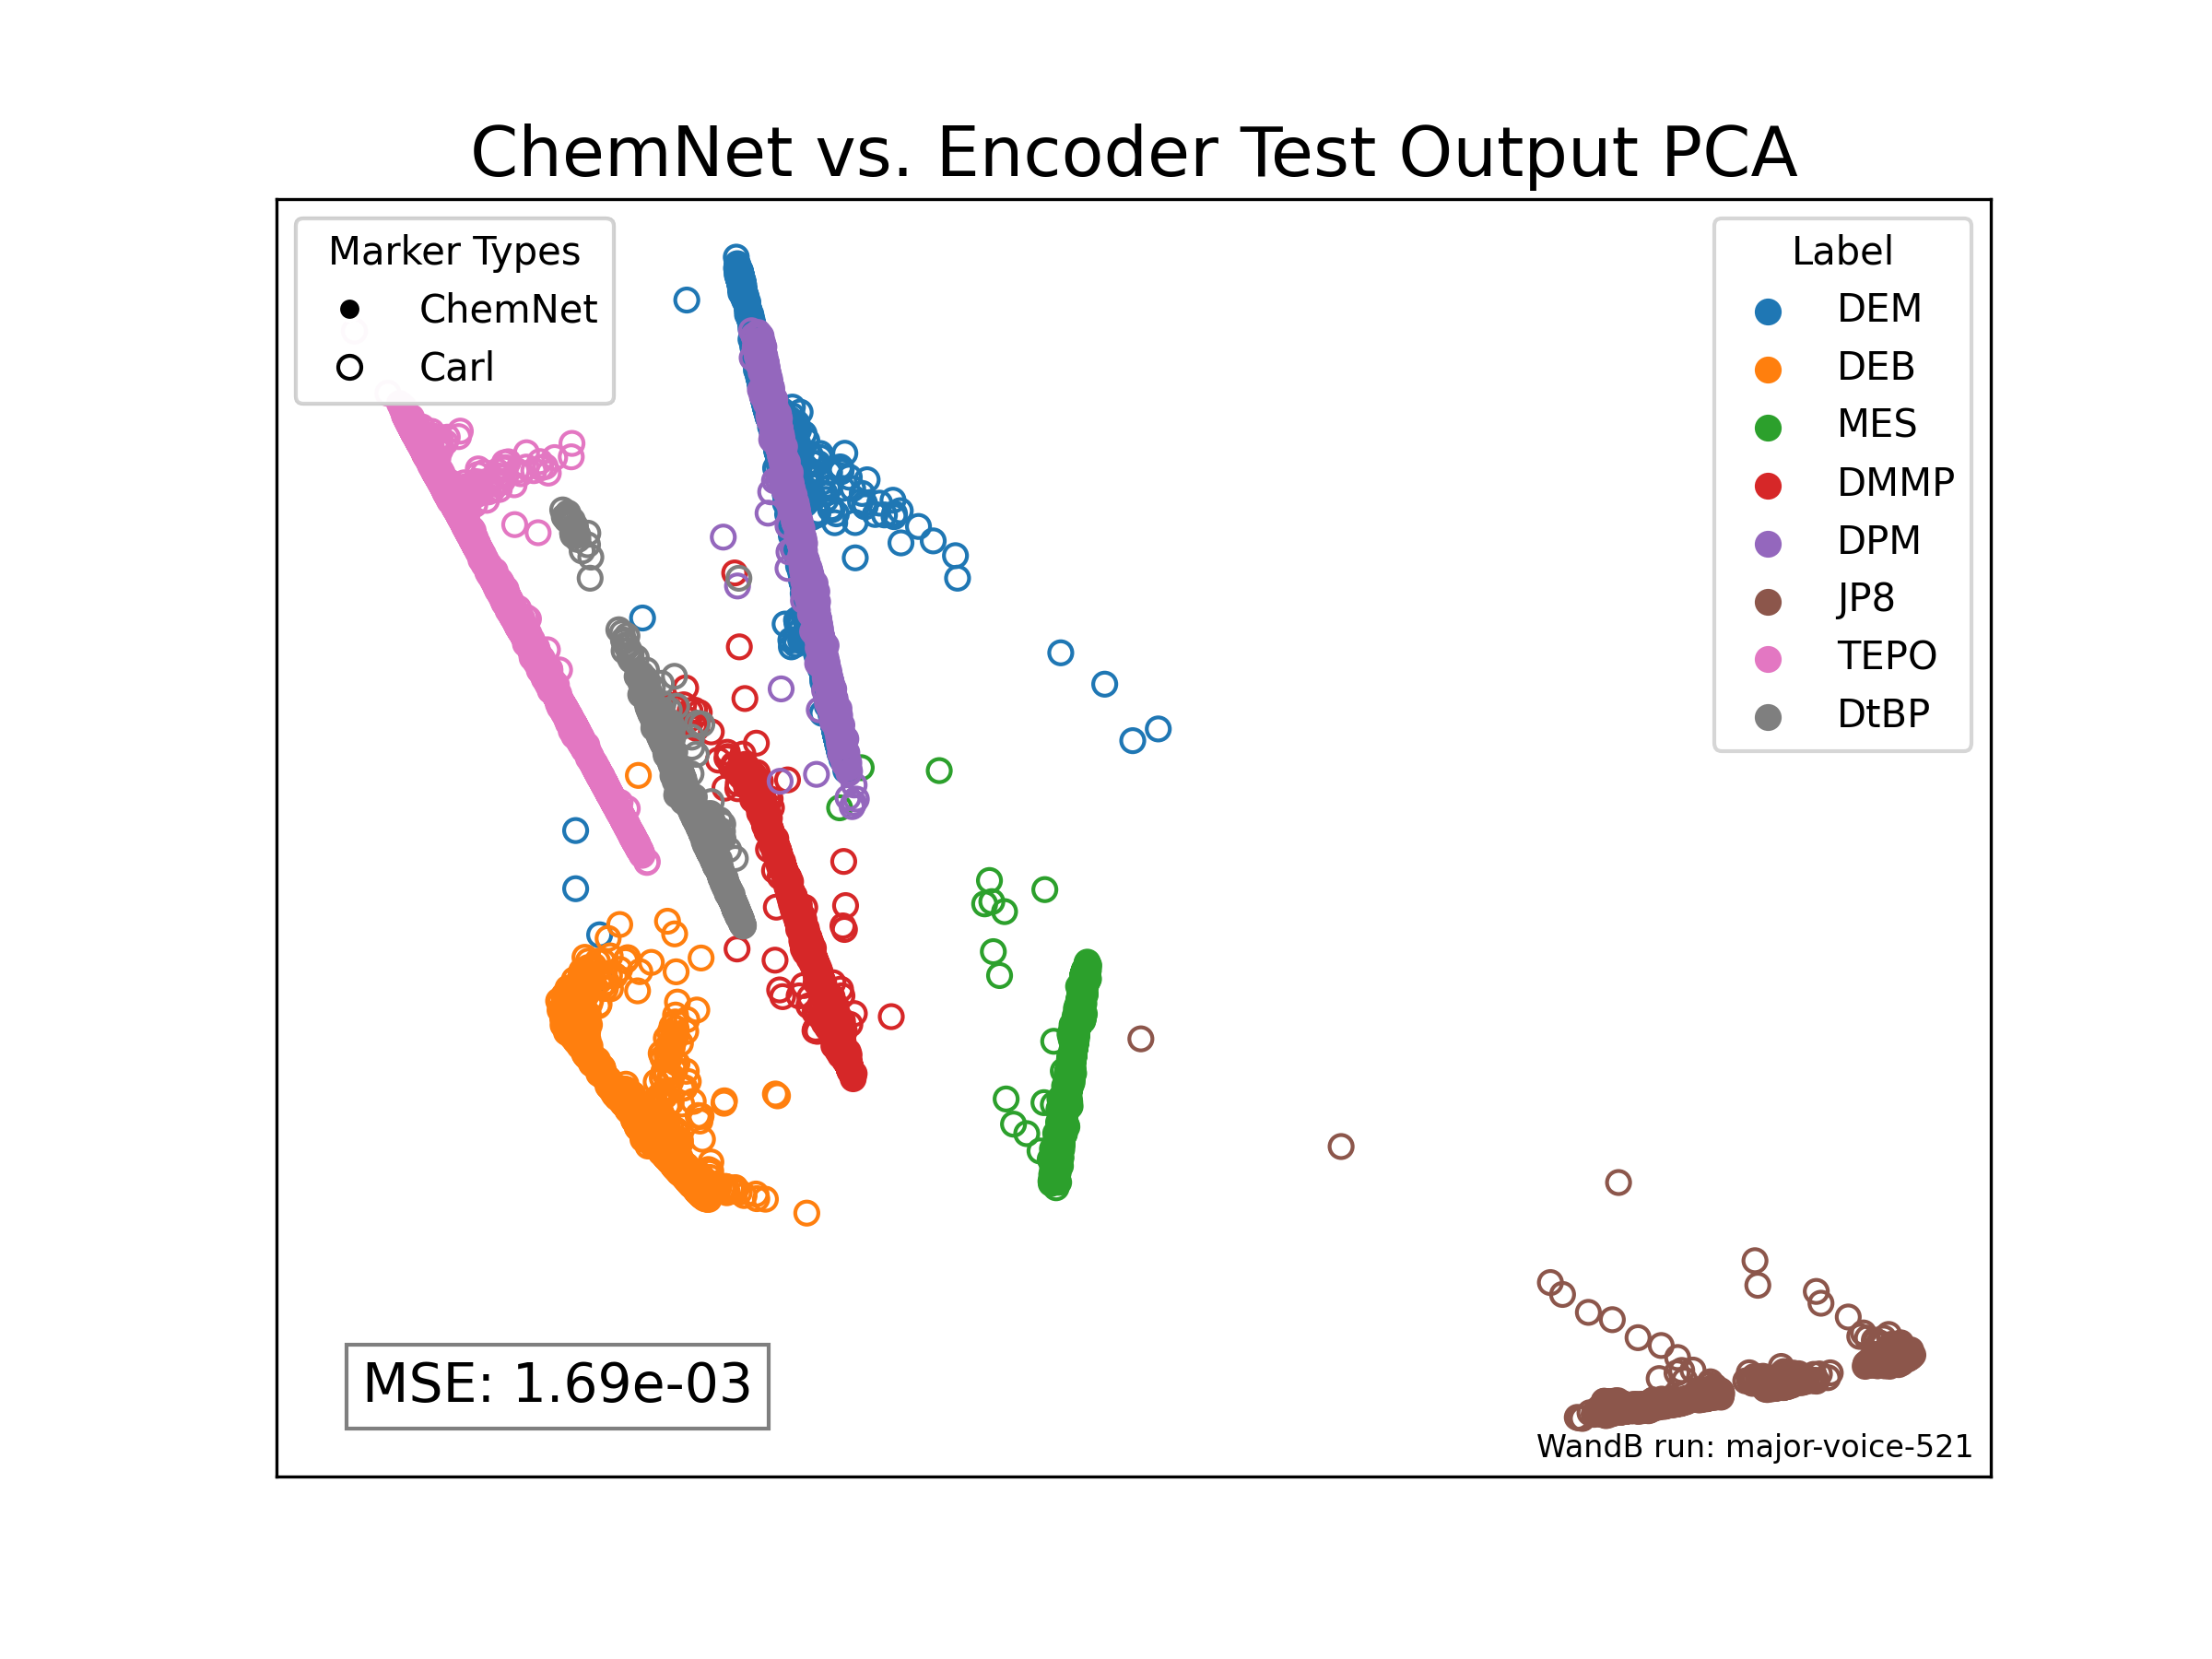 ChemNet vs. Encoder Test Output PCA
Marker Types
ChemNet
Carl
Label
DEM
DEB
MES
DMMP
DPM
JP8
TEPO
DtBP
MSE: 1.69e-03
WandB run: major-voice-521